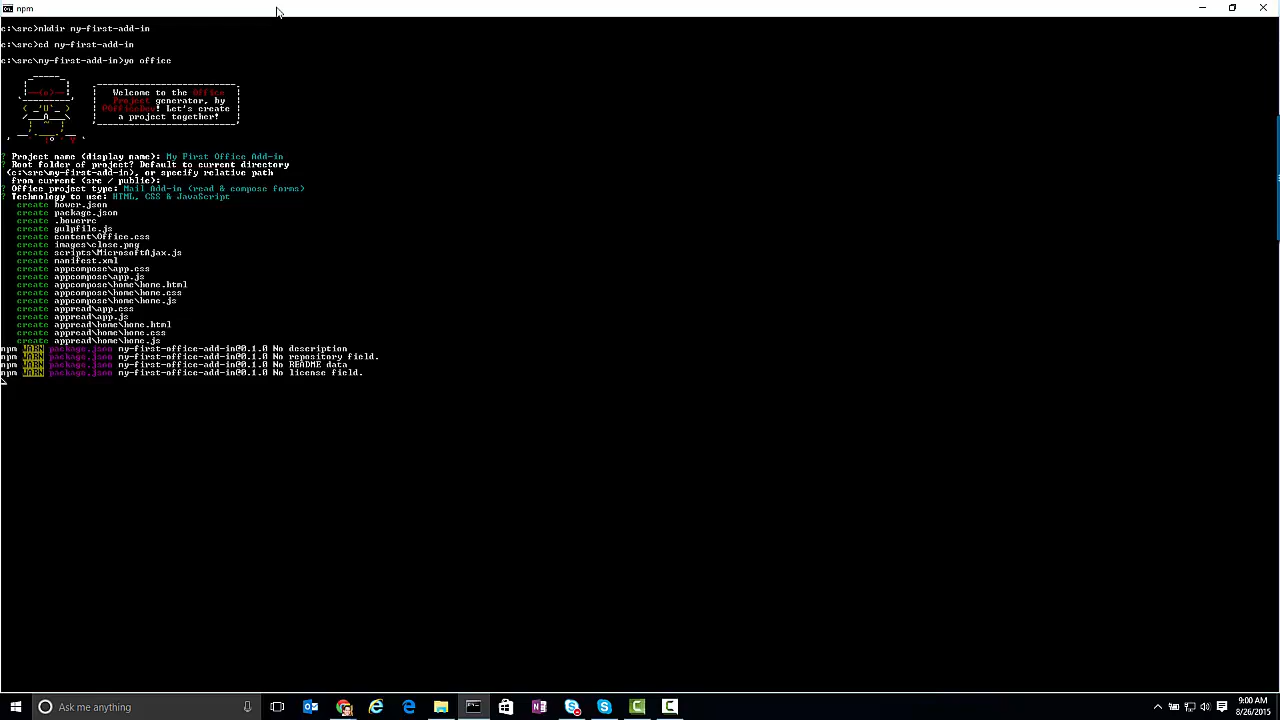 npm
c:\src>mkdir my-first-add-in
c:\src>cd my-first-add-in
c:\src\my-first-add-in>yo office
Welcome to the Office
Project generator, by
@OfficeDev! Let's create
a project together!
? Project name (display name): My First Office Add-in
? Root folder of project? Default to current directory
(c:\src\my-first-add-in), or specify relative path
from current (src / public):
? Office project type: Mail Add-in (read & compose forms)
? Technology to use: HTML, CSS & JavaScript
create bower.json
create package.json
create .bowerrc
create gulpfile.js
create content\Office.css
create images\close.png
create scripts\MicrosoftAjax.js
create manifest.xml
create appcompose\app.css
create appcompose\app.js
create appcompose\home\home.html
create appcompose\home\home.css
create appcompose\home\home.js
create appread\app.css
create appread\app.js
create appread\home\home.html
create appread\home\home.css
create appread\home\home.js
npm WARN package.json my-first-office-add-in@0.1.0 No description
npm WARN package.json my-first-office-add-in@0.1.0 No repository field.
npm WARN package.json my-first-office-add-in@0.1.0 No README data
npm WARN package.json my-first-office-add-in@0.1.0 No license field.
\
Ask me anything
9:00 AM
8/26/2015